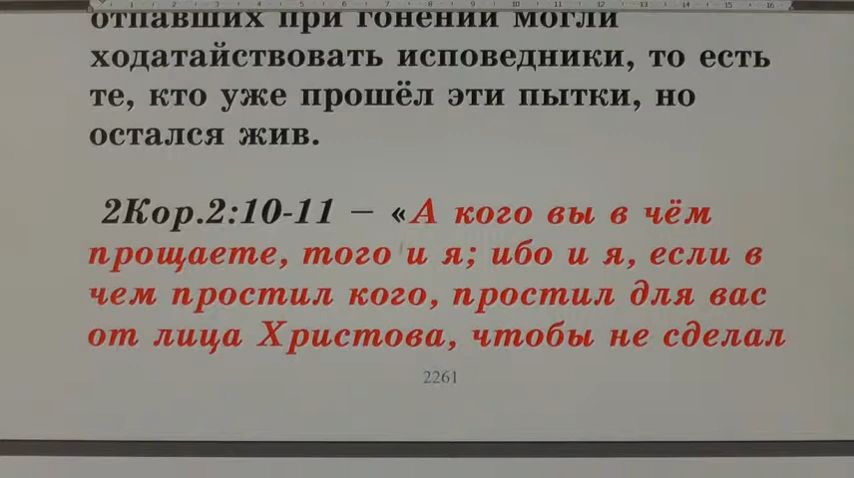 отпавших при гонении могли
ходатайствовать исповедники, то есть
те, кто уже прошёл эти пытки, но
остался жив.
2Кор.2:10-11 – «А кого вы в чём
прощаете, того и я; ибо и я, если в
чем простил кого, простил для вас
от лица Христова, чтобы не сделал
2261